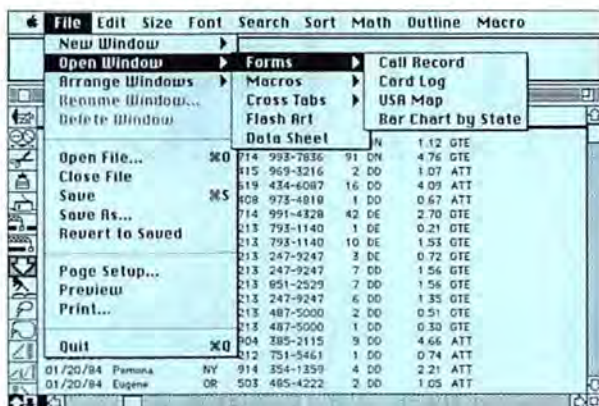 File Edit Size Font Search Sort Math Outline Macro
New Window
Open Window
Arrange Windows
Rename Window...
Delete Window
Open File... ⌘O
Close File
Save ⌘S
Save As...
Revert to Saved
Page Setup...
Preview
Print...
Quit ⌘Q
Forms
Macros
Cross Tabs
Flash Art
Data Sheet
Call Record
Card Log
USA Map
Bar Chart by State
1.12 GTE
714 993-7836 91 DN 4.76 GTE
415 969-3216 2 DD 1.07 ATT
619 434-6087 16 DD 4.09 ATT
408 973-4818 1 DD 0.67 ATT
714 991-4328 42 DE 2.70 GTE
213 793-1140 1 DE 0.21 GTE
213 793-1140 10 DE 1.53 GTE
213 247-9247 3 DE 0.72 GTE
213 247-9247 7 DD 1.56 GTE
213 851-2529 7 DD 1.56 GTE
213 247-9247 6 DD 1.35 GTE
213 487-5000 2 DD 0.51 GTE
213 487-5000 1 DD 0.30 GTE
904 385-2115 9 DD 4.66 ATT
212 751-5461 1 DD 0.74 ATT
01/20/84 Pamona NY 914 354-1359 4 DD 2.21 ATT
01/20/84 Eugene OR 503 485-4222 2 DD 1.05 ATT